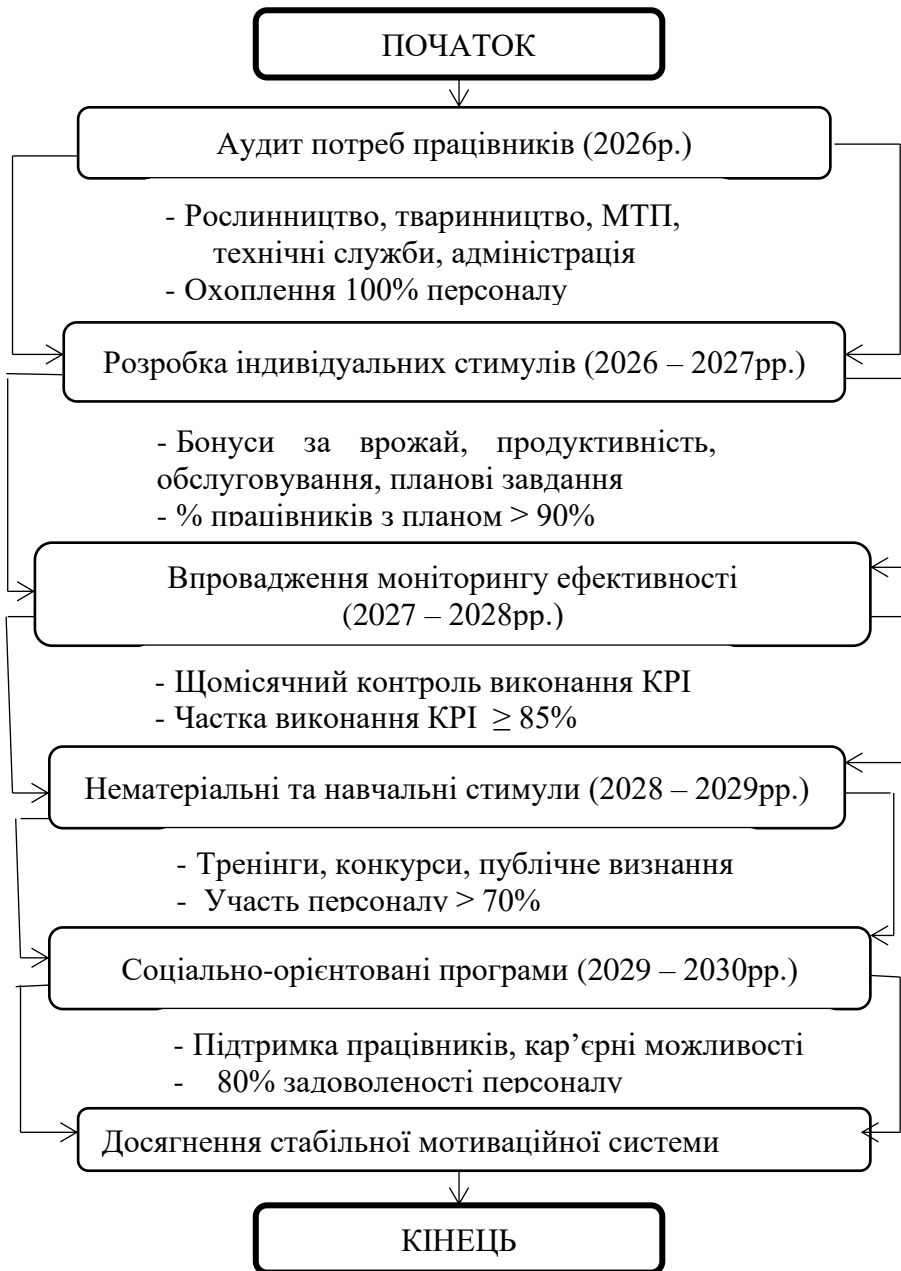 ПОЧАТОК
Аудит потреб працівників (2026р.)
- Рослинництво, тваринництво, МТП,
технічні служби, адміністрація
- Охоплення 100% персоналу
Розробка індивідуальних стимулів (2026 – 2027рр.)
- Бонуси за врожай, продуктивність,
обслуговування, планові завдання
- % працівників з планом > 90%
Впровадження моніторингу ефективності
(2027 – 2028рр.)
- Щомісячний контроль виконання КРІ
- Частка виконання КРІ ≥ 85%
Нематеріальні та навчальні стимули (2028 – 2029рр.)
- Тренінги, конкурси, публічне визнання
- Участь персоналу > 70%
Соціально-орієнтовані програми (2029 – 2030рр.)
- Підтримка працівників, кар’єрні можливості
- 80% задоволеності персоналу
Досягнення стабільної мотиваційної системи
КІНЕЦЬ